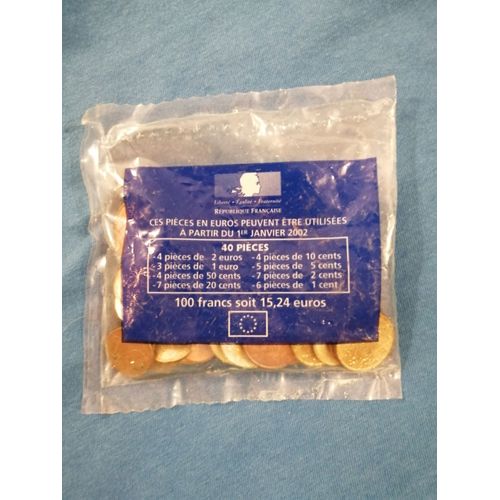 Liberté • Égalité • Fraternité
RÉPUBLIQUE FRANÇAISE
CES PIÈCES EN EUROS PEUVENT ÊTRE UTILISÉES
À PARTIR DU 1ER JANVIER 2002
40 PIÈCES
-4 pièces de 2 euros -4 pièces de 10 cents
-3 pièces de 1 euro -5 pièces de 5 cents
-4 pièces de 50 cents -7 pièces de 2 cents
-7 pièces de 20 cents -6 pièces de 1 cent
100 francs soit 15,24 euros